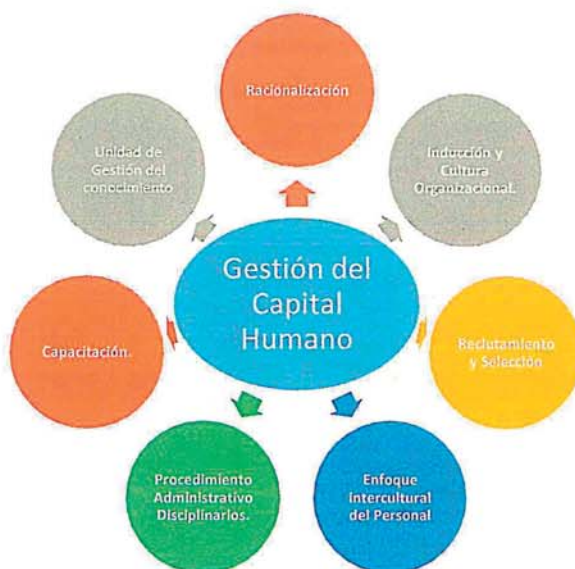 Racionalización
Unidad de
Gestión del
conocimiento
Inducción y
Cultura
Organizacional.
Gestión del
Capital
Humano
Capacitación.
Reclutamiento
y Selección
Procedimiento
Administrativo
Disciplinarios.
Enfoque
Intercultural
del Personal